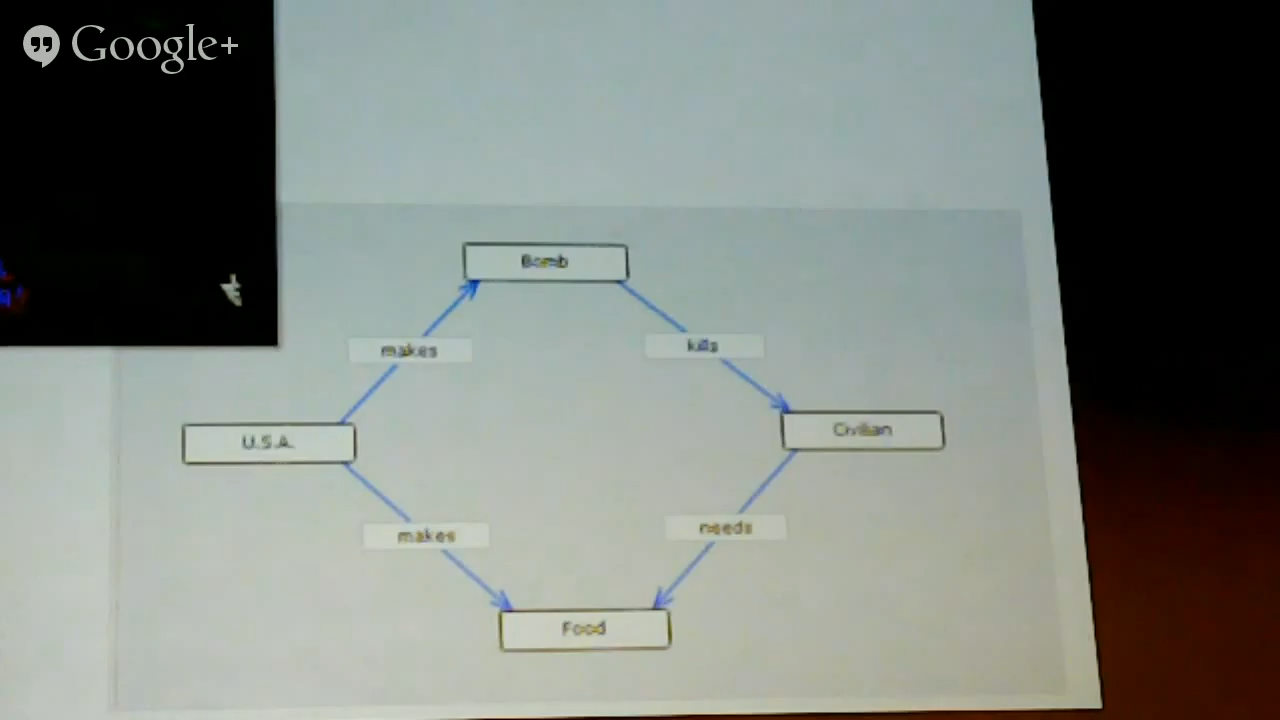 Google+
Bomb
makes
kills
U.S.A.
Civilian
makes
needs
Food